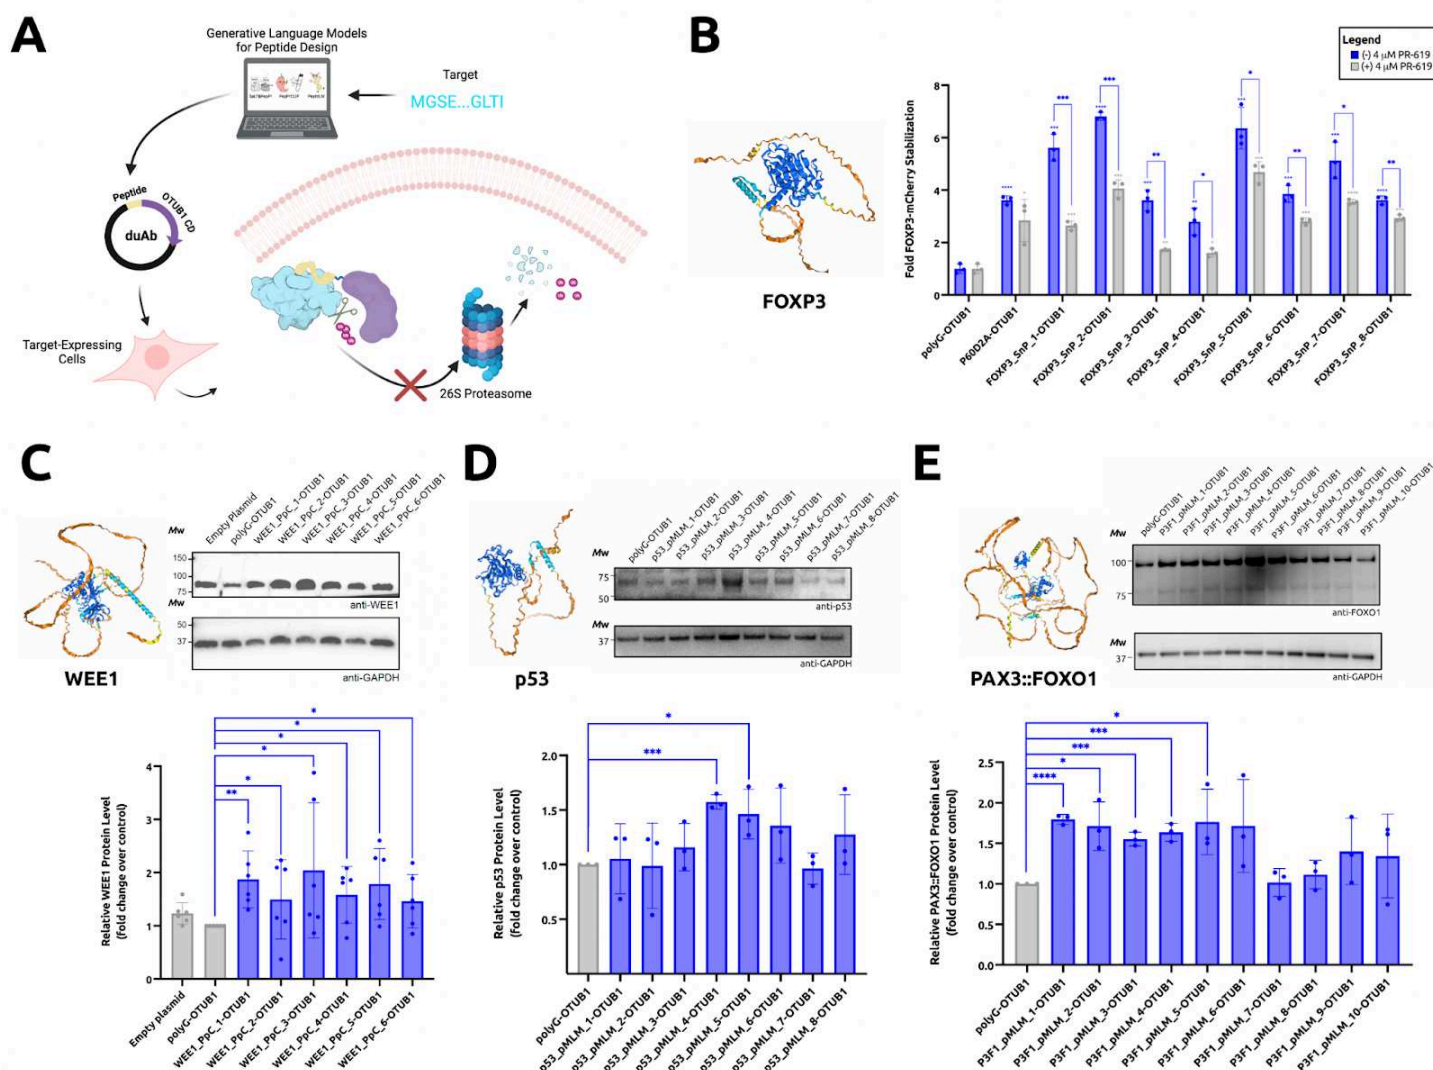 A
Generative Language Models
for Peptide Design
Target
MGSE...GLTI
Peptide
OTUB1 CD
duAb
Target-Expressing
Cells
26S Proteasome
B
FOXP3
Legend
(-) 4 μM PR-619
(+) 4 μM PR-619
Fold FOXP3-mCherry Stabilization
8
6
4
2
0
polyG-OTUB1
P60D2A-OTUB1
FOXP3_SnP_1-OTUB1
FOXP3_SnP_2-OTUB1
FOXP3_SnP_3-OTUB1
FOXP3_SnP_4-OTUB1
FOXP3_SnP_5-OTUB1
FOXP3_SnP_6-OTUB1
FOXP3_SnP_7-OTUB1
FOXP3_SnP_8-OTUB1
C
WEE1
Mw
Empty Plasmid
polyG-OTUB1
WEE1_PpC_1-OTUB1
WEE1_PpC_2-OTUB1
WEE1_PpC_3-OTUB1
WEE1_PpC_4-OTUB1
WEE1_PpC_5-OTUB1
WEE1_PpC_6-OTUB1
150
100
75
anti-WEE1
Mw
50
37
anti-GAPDH
Relative WEE1 Protein Level
(fold change over control)
4
3
2
1
0
** * * * * *
Empty plasmid
polyG-OTUB1
WEE1_PpC_1-OTUB1
WEE1_PpC_2-OTUB1
WEE1_PpC_3-OTUB1
WEE1_PpC_4-OTUB1
WEE1_PpC_5-OTUB1
WEE1_PpC_6-OTUB1
D
p53
Mw
polyG-OTUB1
p53_pMLM_1-OTUB1
p53_pMLM_2-OTUB1
p53_pMLM_3-OTUB1
p53_pMLM_4-OTUB1
p53_pMLM_5-OTUB1
p53_pMLM_6-OTUB1
p53_pMLM_7-OTUB1
p53_pMLM_8-OTUB1
75
50
anti-p53
Mw
37
anti-GAPDH
Relative p53 Protein Level
(fold change over control)
2.0
1.5
1.0
0.5
*** *
polyG-OTUB1
p53_pMLM_1-OTUB1
p53_pMLM_2-OTUB1
p53_pMLM_3-OTUB1
p53_pMLM_4-OTUB1
p53_pMLM_5-OTUB1
p53_pMLM_6-OTUB1
p53_pMLM_7-OTUB1
p53_pMLM_8-OTUB1
E
PAX3::FOXO1
Mw
polyG-OTUB1
P3F1_pMLM_1-OTUB1
P3F1_pMLM_2-OTUB1
P3F1_pMLM_3-OTUB1
P3F1_pMLM_4-OTUB1
P3F1_pMLM_5-OTUB1
P3F1_pMLM_6-OTUB1
P3F1_pMLM_7-OTUB1
P3F1_pMLM_8-OTUB1
P3F1_pMLM_9-OTUB1
P3F1_pMLM_10-OTUB1
100
75
anti-FOXO1
Mw
37
anti-GAPDH
Relative PAX3::FOXO1 Protein Level
(fold change over control)
2.5
2.0
1.5
1.0
0.5
0.0
**** * *** *** *
polyG-OTUB1
P3F1_pMLM_1-OTUB1
P3F1_pMLM_2-OTUB1
P3F1_pMLM_3-OTUB1
P3F1_pMLM_4-OTUB1
P3F1_pMLM_5-OTUB1
P3F1_pMLM_6-OTUB1
P3F1_pMLM_7-OTUB1
P3F1_pMLM_8-OTUB1
P3F1_pMLM_9-OTUB1
P3F1_pMLM_10-OTUB1